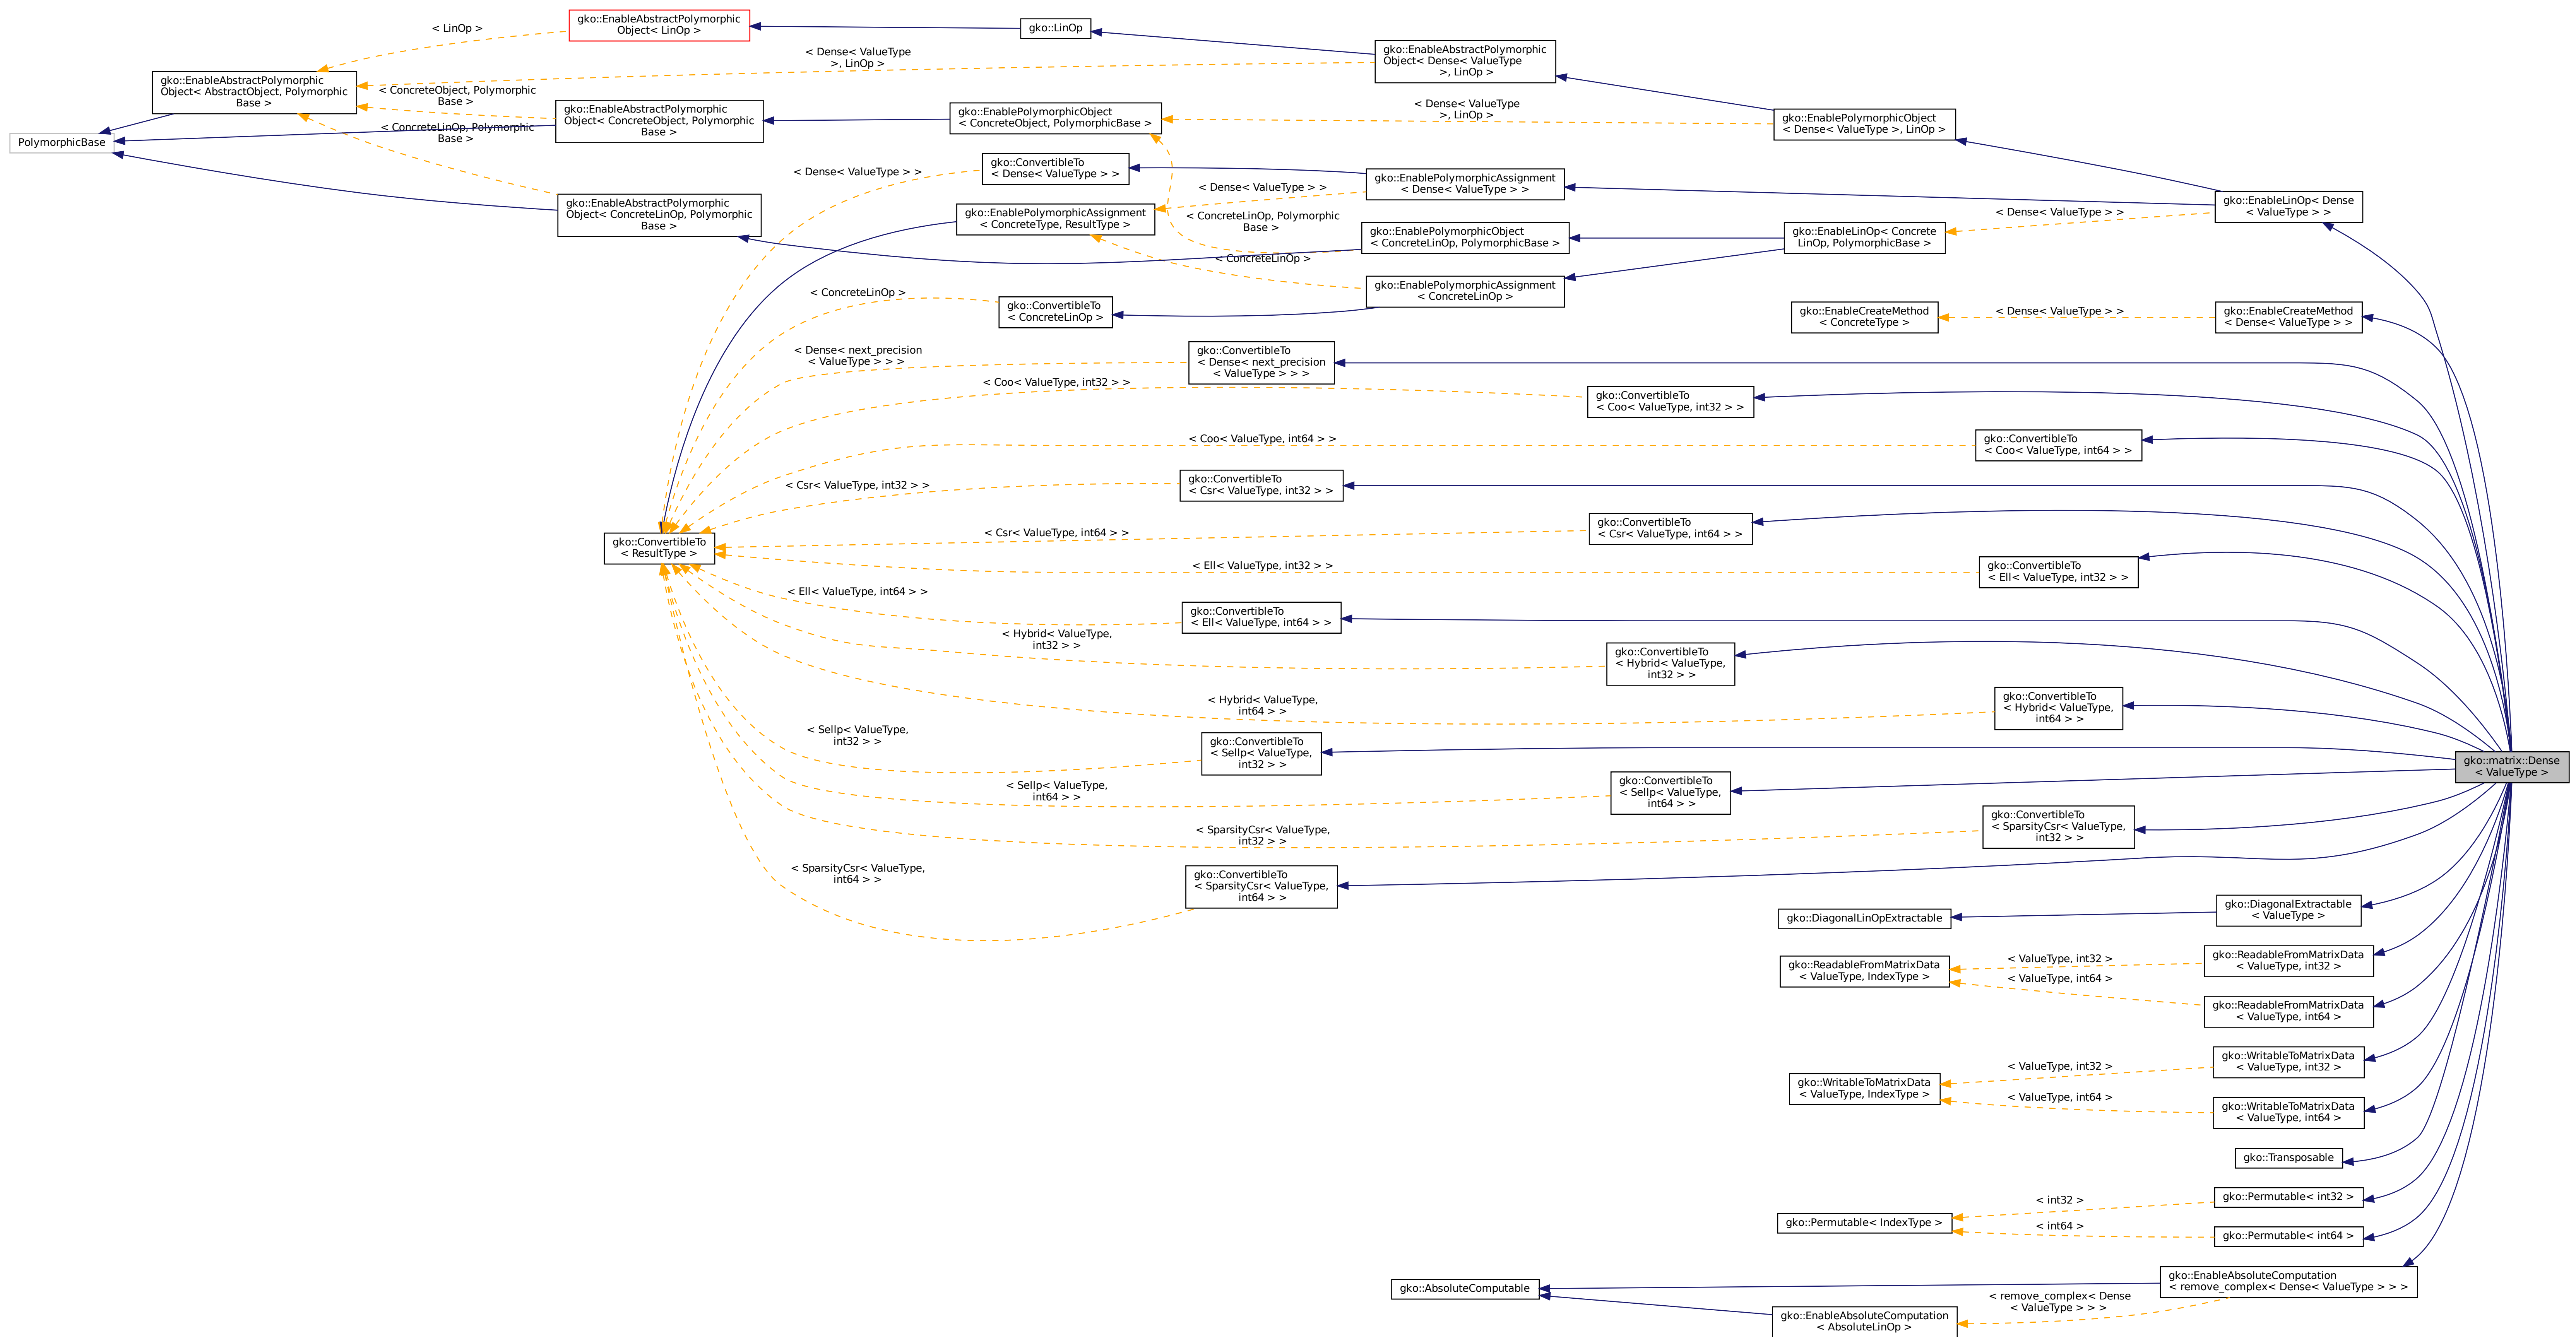 PolymorphicBase
gko::EnableAbstractPolymorphic
Object< AbstractObject, Polymorphic
Base >
< LinOp >
< Dense< ValueType
>, LinOp >
< ConcreteObject, Polymorphic
Base >
< ConcreteLinOp, Polymorphic
Base >
gko::EnableAbstractPolymorphic
Object< LinOp >
gko::EnableAbstractPolymorphic
Object< ConcreteObject, Polymorphic
Base >
gko::EnableAbstractPolymorphic
Object< ConcreteLinOp, Polymorphic
Base >
gko::LinOp
gko::EnablePolymorphicObject
< ConcreteObject, PolymorphicBase >
gko::EnableAbstractPolymorphic
Object< Dense< ValueType
>, LinOp >
< Dense< ValueType
>, LinOp >
gko::EnablePolymorphicObject
< Dense< ValueType >, LinOp >
< Dense< ValueType > >
gko::ConvertibleTo
< Dense< ValueType > >
gko::EnablePolymorphicAssignment
< ConcreteType, ResultType >
< Dense< ValueType > >
gko::EnablePolymorphicAssignment
< Dense< ValueType > >
< ConcreteLinOp, Polymorphic
Base >
gko::EnablePolymorphicObject
< ConcreteLinOp, PolymorphicBase >
gko::EnableLinOp< Concrete
LinOp, PolymorphicBase >
< Dense< ValueType > >
gko::EnableLinOp< Dense
< ValueType > >
< ConcreteLinOp >
gko::EnablePolymorphicAssignment
< ConcreteLinOp >
< ConcreteLinOp >
gko::ConvertibleTo
< ConcreteLinOp >
gko::EnableCreateMethod
< ConcreteType >
< Dense< ValueType > >
gko::EnableCreateMethod
< Dense< ValueType > >
< Dense< next_precision
< ValueType > > >
gko::ConvertibleTo
< Dense< next_precision
< ValueType > > >
< Coo< ValueType, int32 > >
gko::ConvertibleTo
< Coo< ValueType, int32 > >
< Coo< ValueType, int64 > >
gko::ConvertibleTo
< Coo< ValueType, int64 > >
< Csr< ValueType, int32 > >
gko::ConvertibleTo
< Csr< ValueType, int32 > >
gko::ConvertibleTo
< ResultType >
< Csr< ValueType, int64 > >
gko::ConvertibleTo
< Csr< ValueType, int64 > >
< Ell< ValueType, int32 > >
gko::ConvertibleTo
< Ell< ValueType, int32 > >
< Ell< ValueType, int64 > >
gko::ConvertibleTo
< Ell< ValueType, int64 > >
< Hybrid< ValueType,
int32 > >
gko::ConvertibleTo
< Hybrid< ValueType,
int32 > >
< Hybrid< ValueType,
int64 > >
gko::ConvertibleTo
< Hybrid< ValueType,
int64 > >
< Sellp< ValueType,
int32 > >
gko::ConvertibleTo
< Sellp< ValueType,
int32 > >
gko::matrix::Dense
< ValueType >
< Sellp< ValueType,
int64 > >
gko::ConvertibleTo
< Sellp< ValueType,
int64 > >
< SparsityCsr< ValueType,
int32 > >
gko::ConvertibleTo
< SparsityCsr< ValueType,
int32 > >
< SparsityCsr< ValueType,
int64 > >
gko::ConvertibleTo
< SparsityCsr< ValueType,
int64 > >
gko::DiagonalLinOpExtractable
gko::DiagonalExtractable
< ValueType >
gko::ReadableFromMatrixData
< ValueType, IndexType >
< ValueType, int32 >
< ValueType, int64 >
gko::ReadableFromMatrixData
< ValueType, int32 >
gko::ReadableFromMatrixData
< ValueType, int64 >
gko::WritableToMatrixData
< ValueType, IndexType >
< ValueType, int32 >
< ValueType, int64 >
gko::WritableToMatrixData
< ValueType, int32 >
gko::WritableToMatrixData
< ValueType, int64 >
gko::Transposable
gko::Permutable< IndexType >
< int32 >
< int64 >
gko::Permutable< int32 >
gko::Permutable< int64 >
gko::AbsoluteComputable
gko::EnableAbsoluteComputation
< remove_complex< Dense< ValueType > > >
< remove_complex< Dense
< ValueType > > >
gko::EnableAbsoluteComputation
< AbsoluteLinOp >